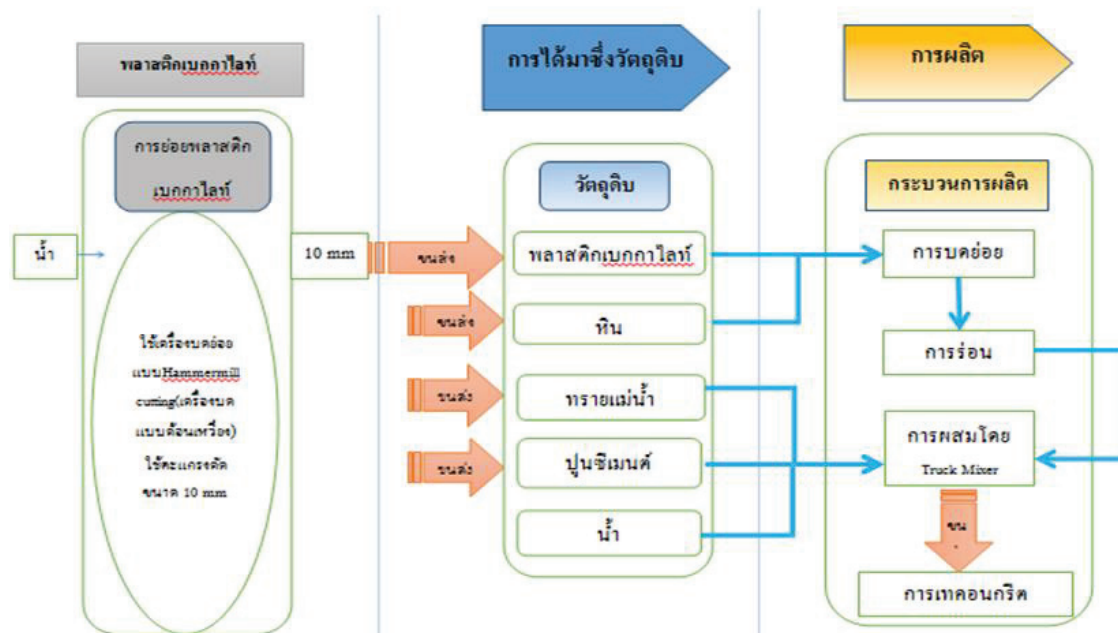 พลาสติกเบกกาไลท์
การย่อยพลาสติก
เบกกาไลท์
น้ำ
10 mm
ใช้เครื่องบดย่อย
แบบHammermill
cutting(เครื่องบด
แบบค้อนเหวี่ยง)
ใช้ตะแกรงคัด
ขนาด 10 mm
การได้มาซึ่งวัตถุดิบ
วัตถุดิบ
ขนส่ง
พลาสติกเบกกาไลท์
ขนส่ง
หิน
ขนส่ง
ทรายแม่น้ำ
ขนส่ง
ปูนซีเมนต์
น้ำ
การผลิต
กระบวนการผลิต
การบดย่อย
การร่อน
การผสมโดย
Truck Mixer
ขน
การเทคอนกรีต